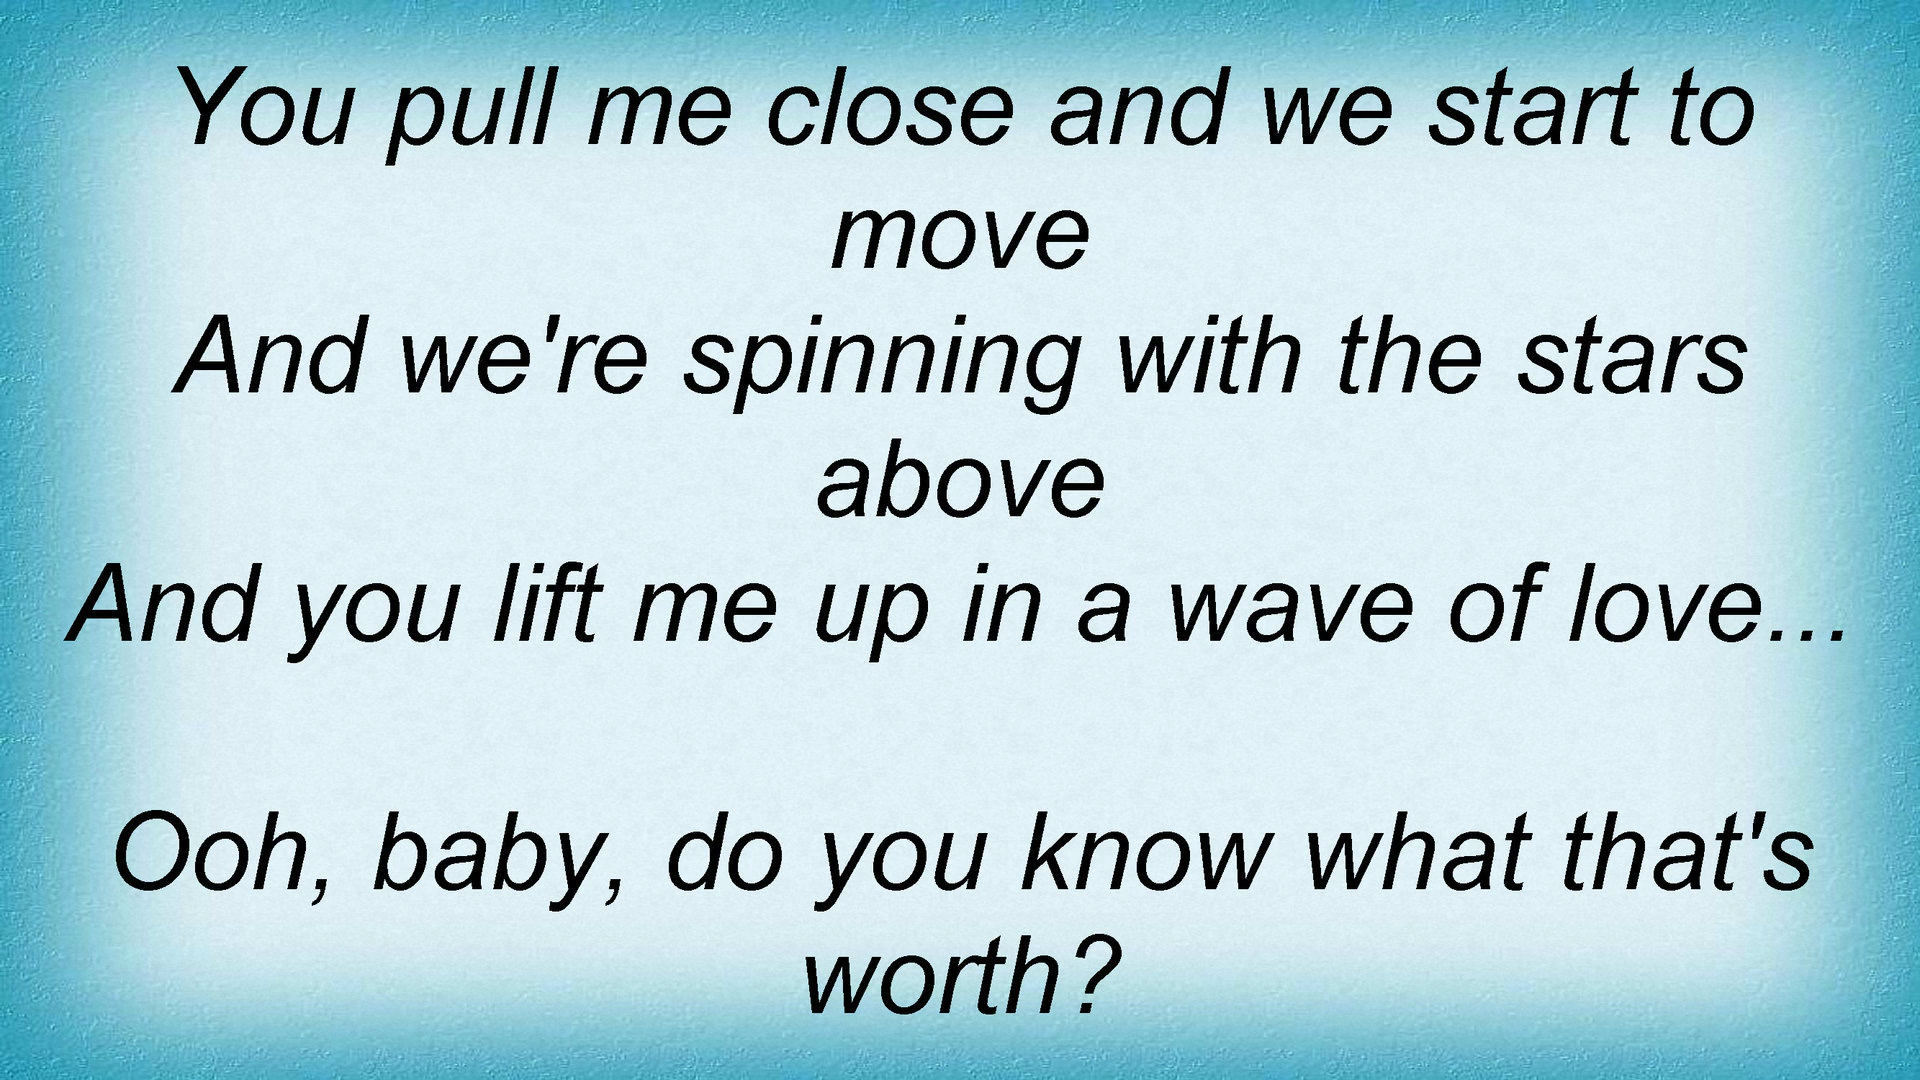 You pull me close and we start to
move
And we're spinning with the stars
above
And you lift me up in a wave of love...
Ooh, baby, do you know what that's
worth?